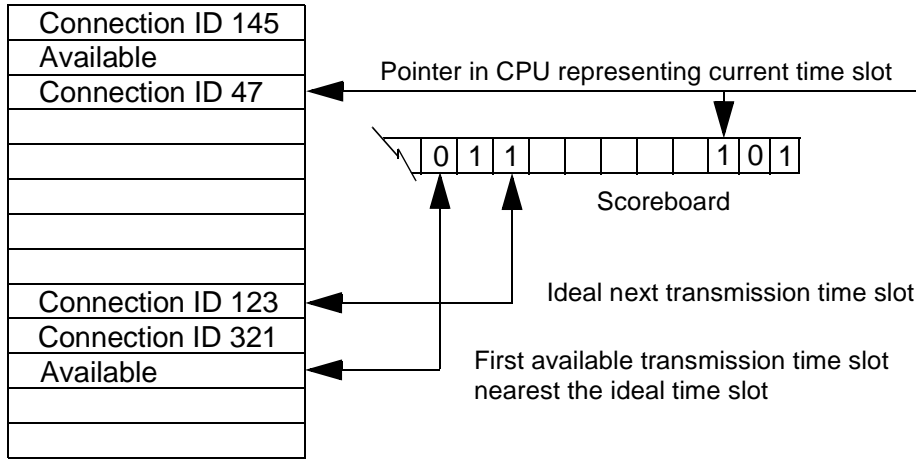 Connection ID 145
Available
Connection ID 47
Pointer in CPU representing current time slot
0 1 1 1 0 1
Scoreboard
Connection ID 123
Ideal next transmission time slot
Connection ID 321
Available
First available transmission time slot
nearest the ideal time slot